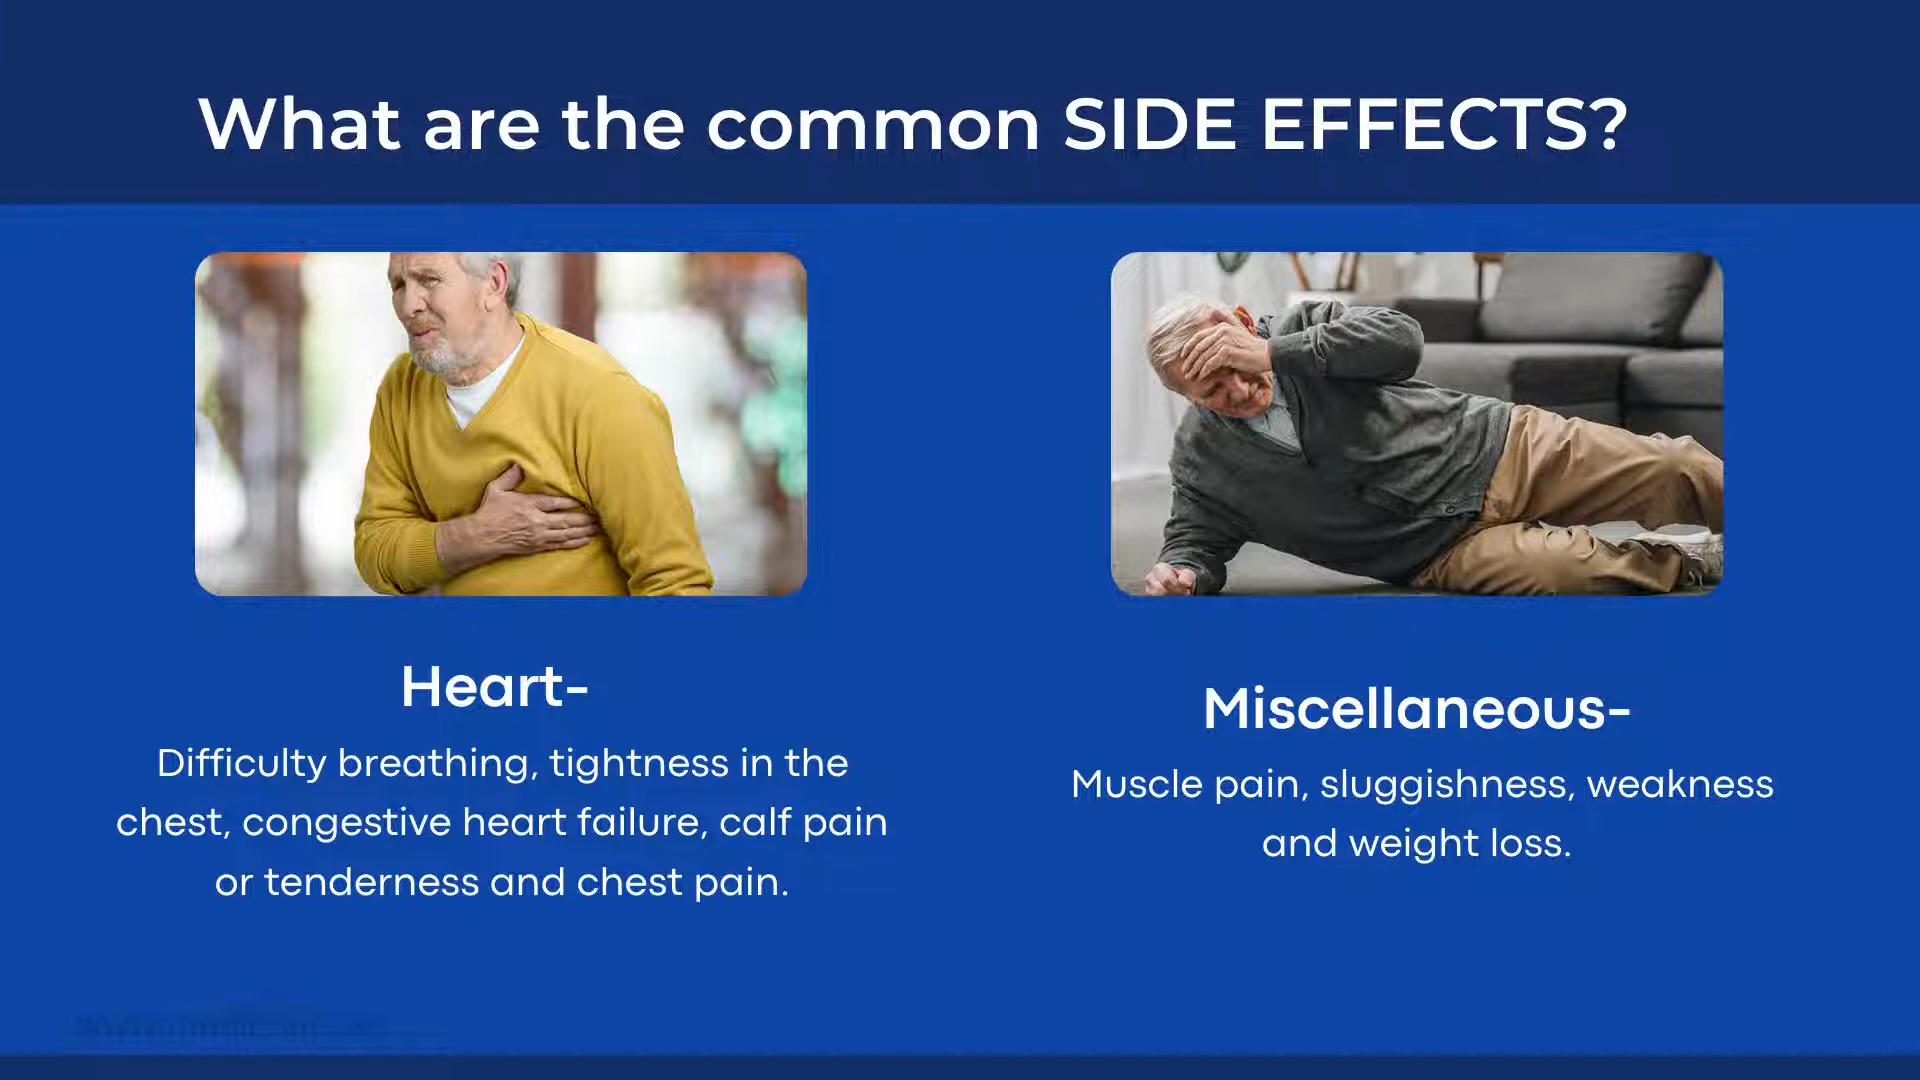 What are the common SIDE EFFECTS?
Heart-
Difficulty breathing, tightness in the
chest, congestive heart failure, calf pain
or tenderness and chest pain.
Miscellaneous-
Muscle pain, sluggishness, weakness
and weight loss.